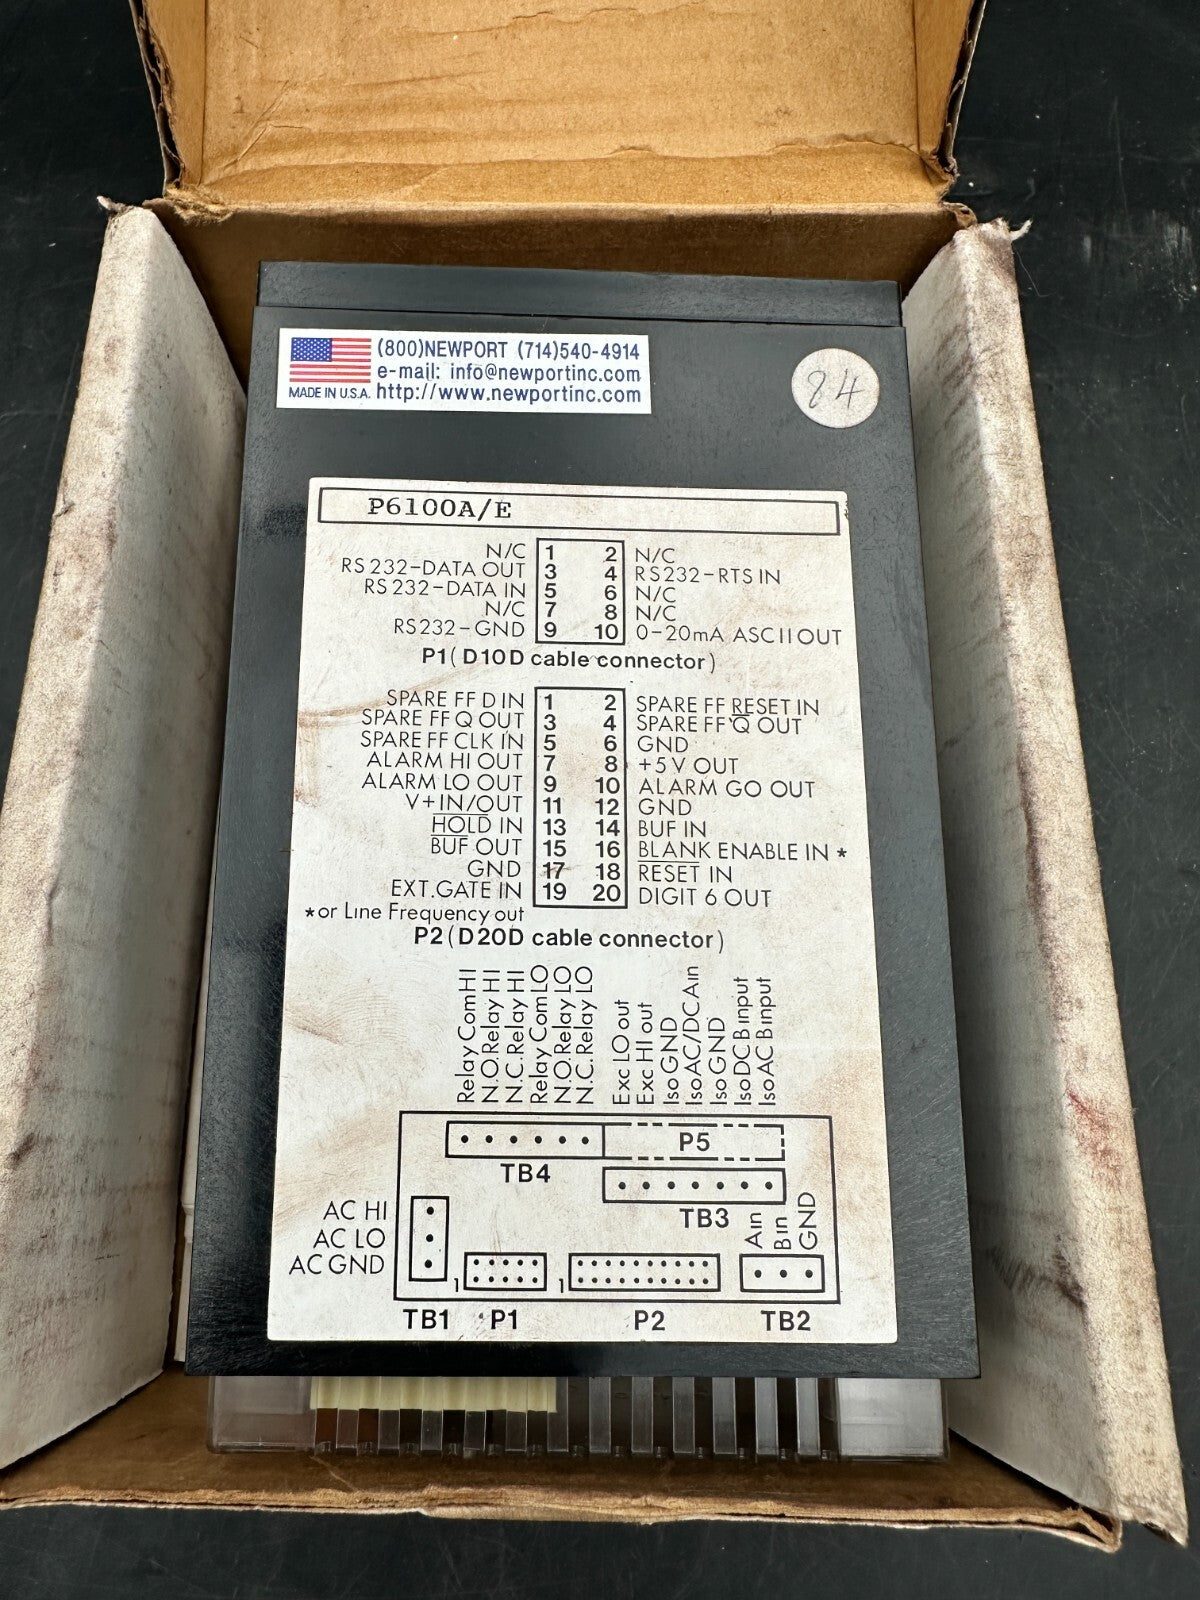 (800)NEWPORT (714)540-4914
e-mail: info@newportinc.com
MADE IN U.S.A. http://www.newportinc.com
84
P6100A/E
N/C 1 2 N/C
RS232-DATA OUT 3 4 RS232-RTS IN
RS232-DATA IN 5 6 N/C
N/C 7 8 N/C
RS232-GND 9 10 0-20mA ASCII OUT
P1(D10D cable connector)
SPARE FF D IN 1 2 SPARE FF R̅E̅S̅E̅T̅ IN
SPARE FF Q OUT 3 4 SPARE FF Q̅ OUT
SPARE FF CLK IN 5 6 GND
ALARM HI OUT 7 8 +5V OUT
ALARM LO OUT 9 10 ALARM GO OUT
V+ IN/OUT 11 12 GND
H̅O̅L̅D̅ IN 13 14 BUF IN
B̅U̅F̅ OUT 15 16 BLANK ENABLE IN *
GND 17 18 R̅E̅S̅E̅T̅ IN
EXT.GATE IN 19 20 DIGIT 6 OUT
*or Line Frequency out
P2(D20D cable connector)
Relay Com HI
N.O.Relay HI
N.C.Relay HI
Relay Com LO
N.O.Relay LO
N.C.Relay LO
Exc LO out
Exc HI out
Iso GND
Iso AC/DC Ain
Iso GND
Iso DC B input
Iso AC B input
P5
TB4
TB3
AC HI
AC LO
AC GND
Ain
Bin
GND
1
1
TB1 P1 P2 TB2